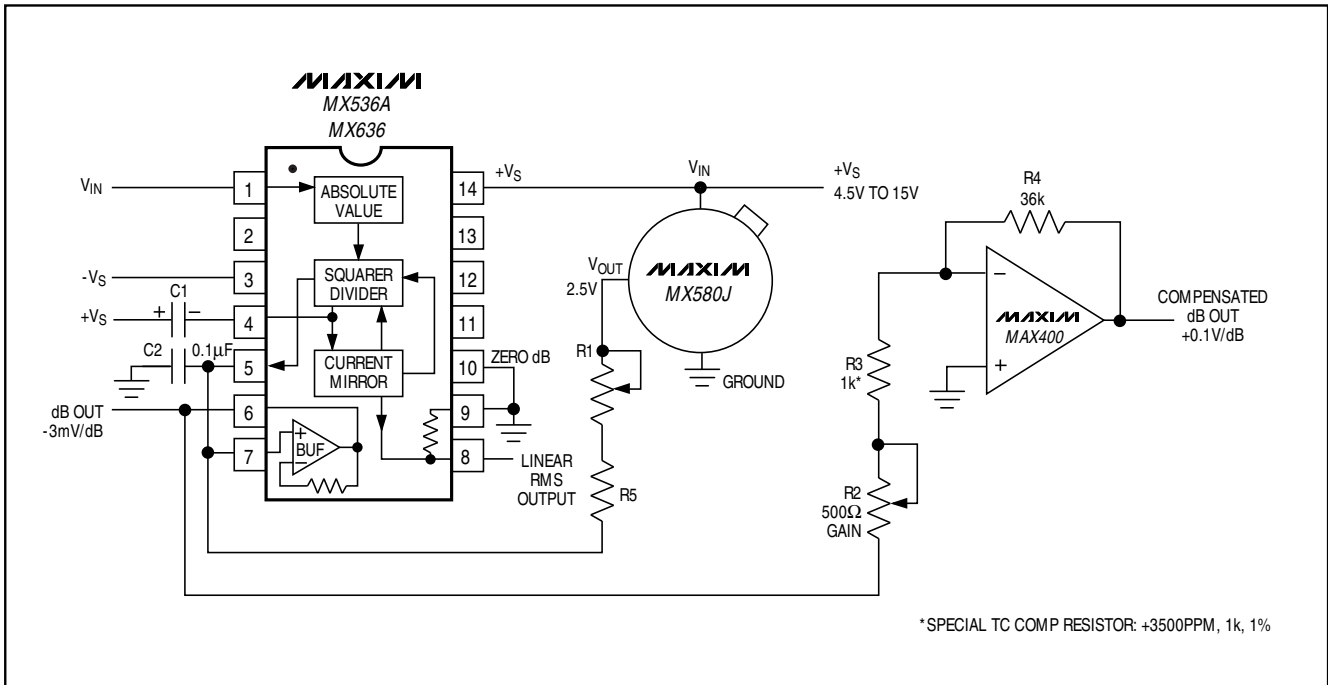 MAXIM
MX536A
MX636
VIN
1
ABSOLUTE
VALUE
14
+VS
VIN
+VS
4.5V TO 15V
2
13
-VS
3
SQUARER
DIVIDER
12
VOUT
2.5V
MAXIM
MX580J
R4
36k
C1
+VS
+
−
4
11
C2
0.1µF
5
CURRENT
MIRROR
10
ZERO dB
R1
GROUND
R3
1k*
−
+
MAXIM
MAX400
COMPENSATED
dB OUT
+0.1V/dB
dB OUT
-3mV/dB
6
9
7
+
−
BUF
8
LINEAR
RMS
OUTPUT
R5
R2
500Ω
GAIN
*SPECIAL TC COMP RESISTOR: +3500PPM, 1k, 1%